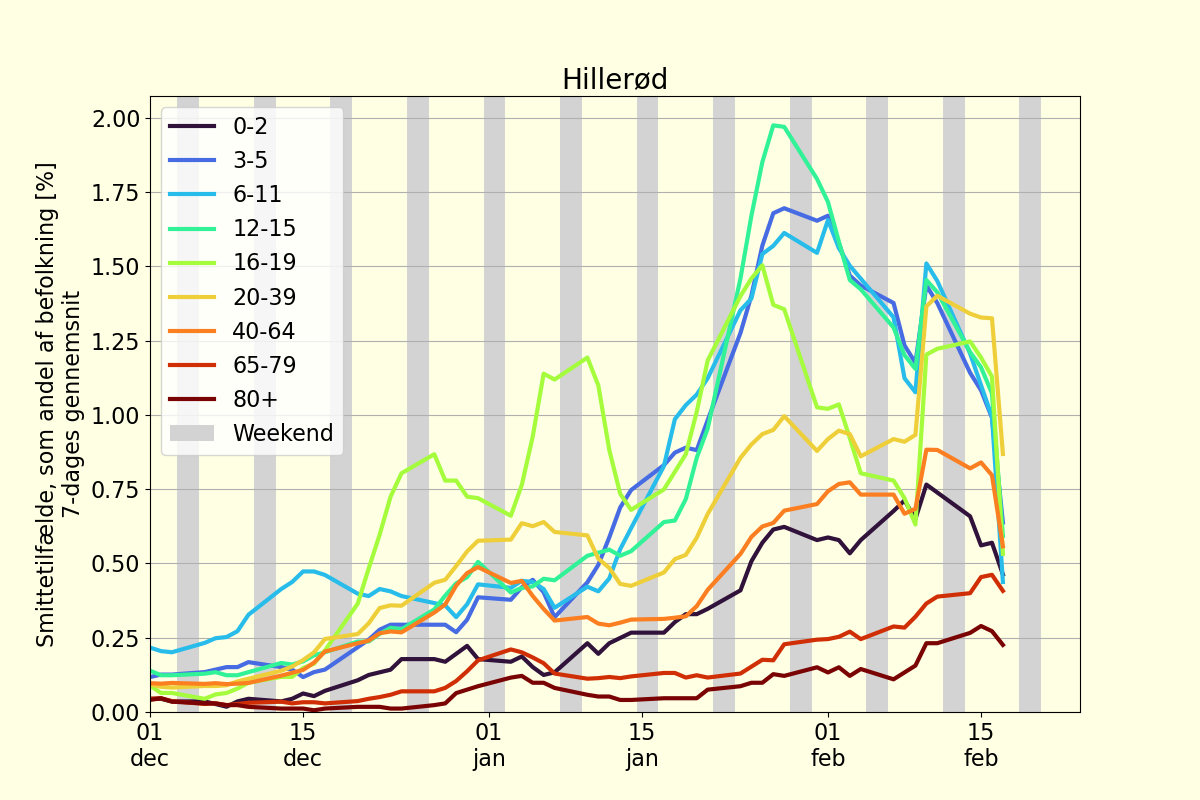 Hillerød
Smittetilfælde, som andel af befolkning [%]
7-dages gennemsnit
2.00
1.75
1.50
1.25
1.00
0.75
0.50
0.25
0.00
0-2
3-5
6-11
12-15
16-19
20-39
40-64
65-79
80+
Weekend
01
dec
15
dec
01
jan
15
jan
01
feb
15
feb